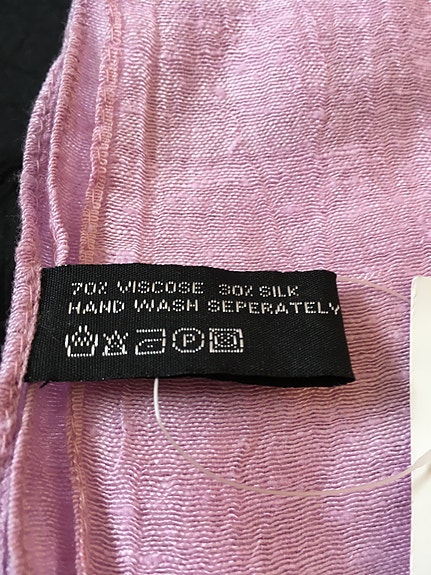 70% VISCOSE 30% SILK
HAND WASH SEPERATELY
P